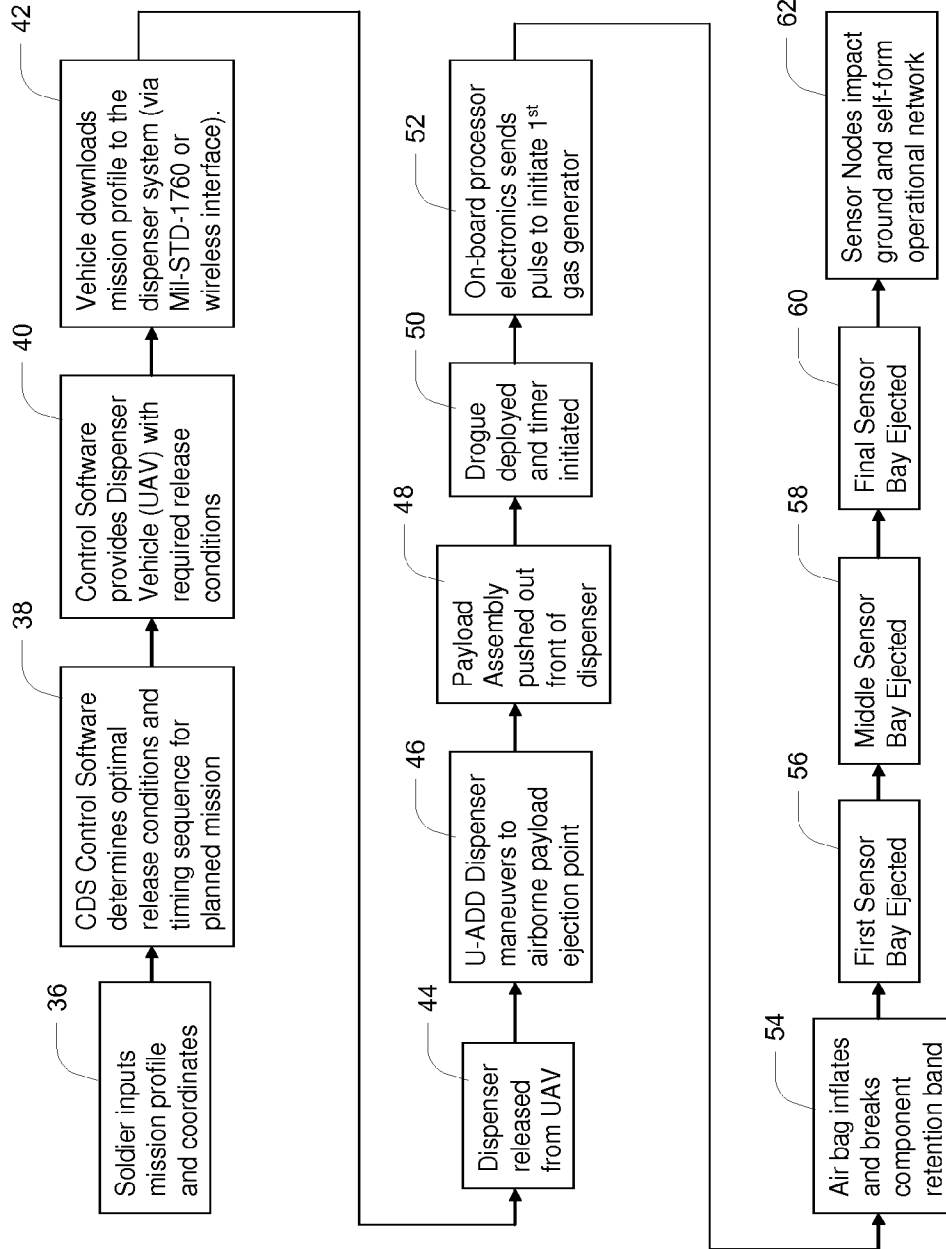 36
Soldier inputs
mission profile
and coordinates
38
CDS Control Software
determines optimal
release conditions and
timing sequence for
planned mission
40
Control Software
provides Dispenser
Vehicle (UAV) with
required release
conditions
42
Vehicle downloads
mission profile to the
dispenser system (via
Mil-STD-1760 or
wireless interface).
44
Dispenser
released
from UAV
46
U-ADD Dispenser
maneuvers to
airborne payload
ejection point
48
Payload
Assembly
pushed out
front of
dispenser
50
Drogue
deployed
and timer
initiated
52
On-board processor
electronics sends
pulse to initiate 1st
gas generator
54
Air bag inflates
and breaks
component
retention band
56
First Sensor
Bay Ejected
58
Middle Sensor
Bay Ejected
60
Final Sensor
Bay Ejected
62
Sensor Nodes impact
ground and self-form
operational network